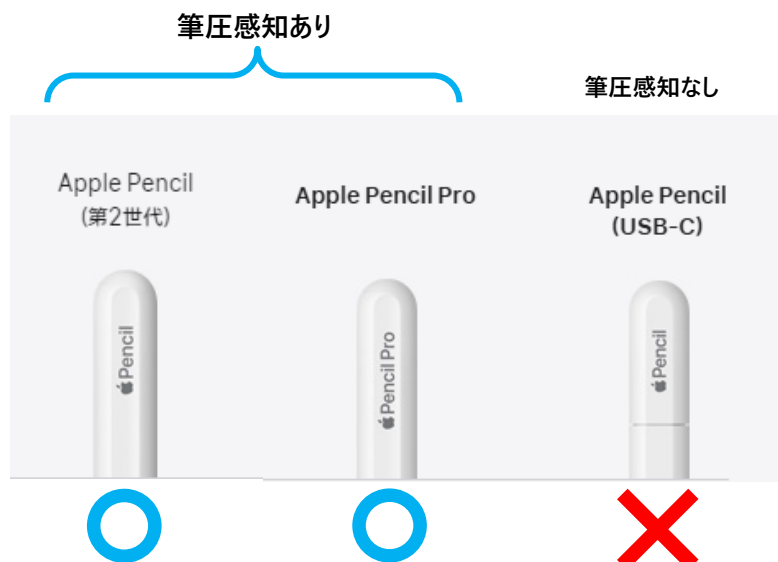 筆圧感知あり
筆圧感知なし
Apple Pencil
(第2世代)
Apple Pencil Pro
Apple Pencil
(USB-C)
Pencil
Pencil Pro
Pencil